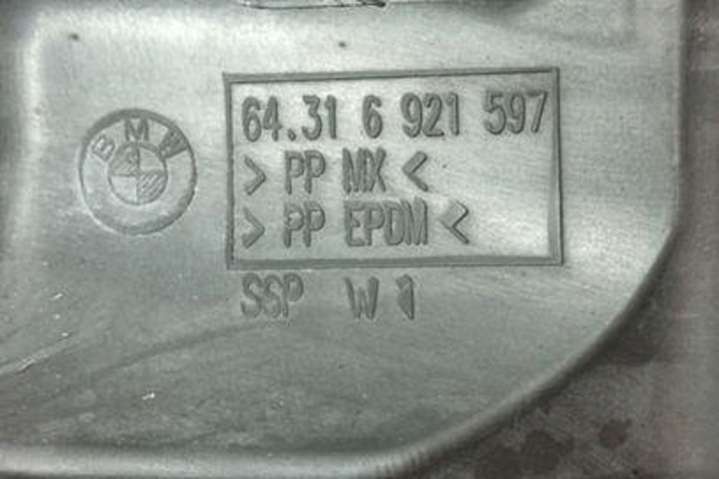 BMW
64.31 6 921 597
> PP MX <
> PP EPDM <
SSP W 1